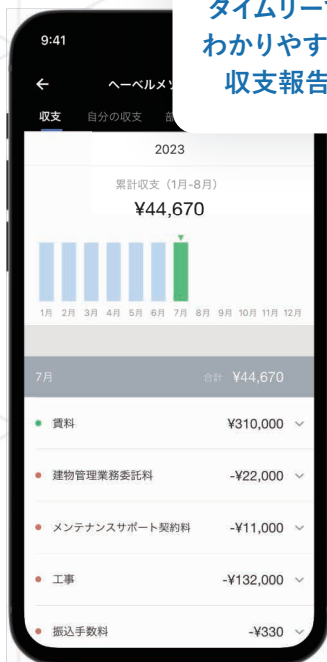 タイムリーで
わかりやす
収支報告
9:41
ヘーベルメゾ
収支 自分の収支
2023
累計収支（1月-8月）
¥44,670
1月 2月 3月 4月 5月 6月 7月 8月 9月 10月 11月 12月
7月 合計 ¥44,670
賃料 ¥310,000
建物管理業務委託料 -¥22,000
メンテナンスサポート契約料 -¥11,000
工事 -¥132,000
振込手数料 -¥330